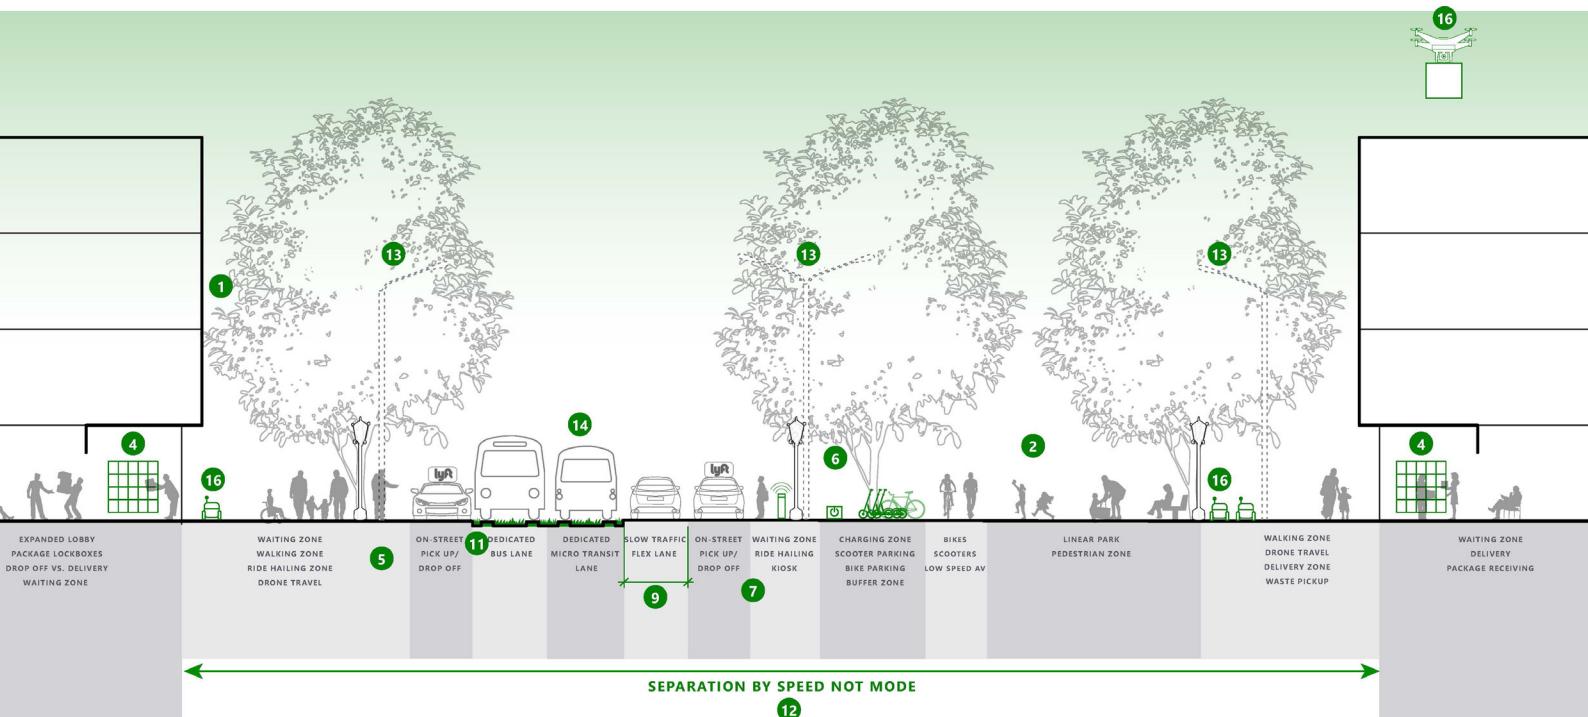 16
13
13
13
1
14
2
4
4
6
16
16
lyft
lyft
EXPANDED LOBBY
PACKAGE LOCKBOXES
DROP OFF VS. DELIVERY
WAITING ZONE
WAITING ZONE
WALKING ZONE
RIDE HAILING ZONE
DRONE TRAVEL
5
ON-STREET
PICK UP/
DROP OFF
11
DEDICATED
BUS LANE
DEDICATED
MICRO TRANSIT
LANE
SLOW TRAFFIC
FLEX LANE
9
ON-STREET
PICK UP/
DROP OFF
7
WAITING ZONE
RIDE HAILING
KIOSK
CHARGING ZONE
SCOOTER PARKING
BIKE PARKING
BUFFER ZONE
BIKES
SCOOTERS
LOW SPEED AV
LINEAR PARK
PEDESTRIAN ZONE
WALKING ZONE
DRONE TRAVEL
DELIVERY ZONE
WASTE PICKUP
WAITING ZONE
DELIVERY
PACKAGE RECEIVING
SEPARATION BY SPEED NOT MODE
12